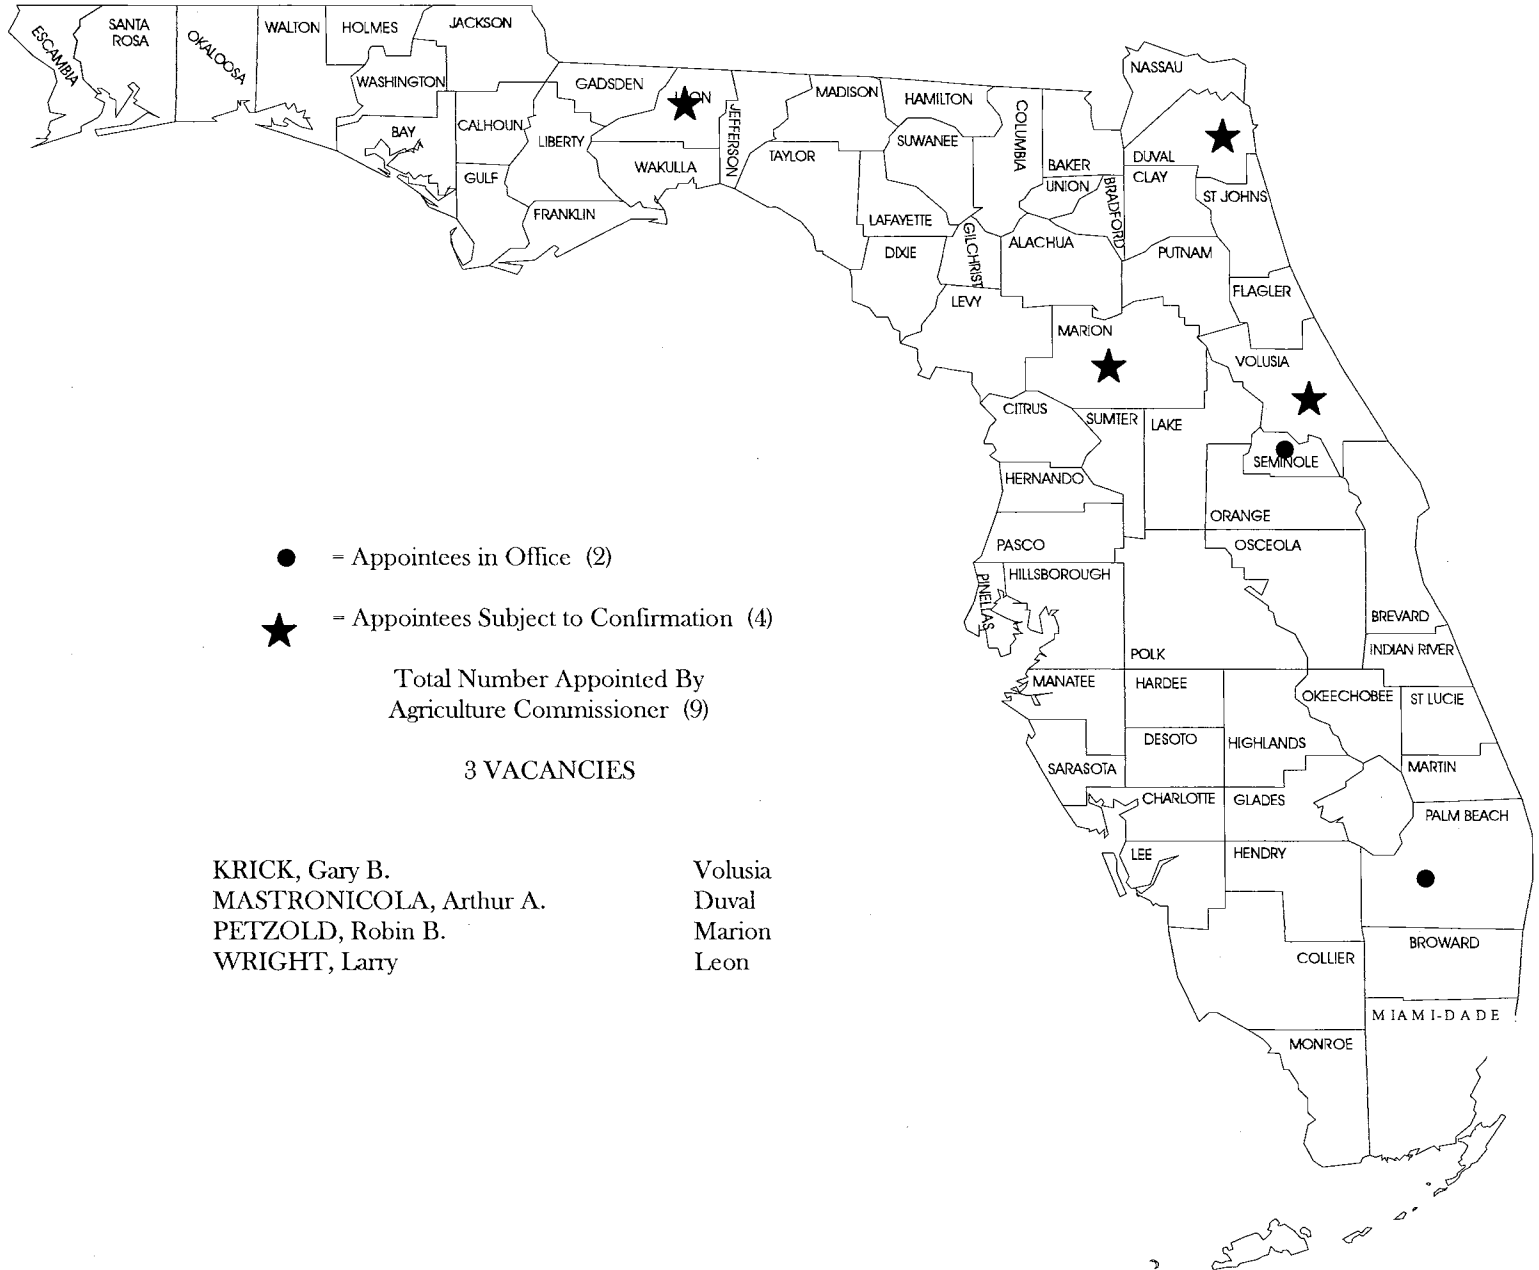 ESCAMBIA
SANTA
ROSA
OKALOOSA
WALTON
HOLMES
JACKSON
WASHINGTON
BAY
CALHOUN
GULF
GADSDEN
LIBERTY
FRANKLIN
LEON
WAKULLA
JEFFERSON
MADISON
TAYLOR
HAMILTON
SUWANEE
LAFAYETTE
DIXIE
COLUMBIA
GILCHRIST
LEVY
NASSAU
BAKER
UNION
BRADFORD
ALACHUA
DUVAL
CLAY
ST JOHNS
PUTNAM
FLAGLER
MARION
VOLUSIA
CITRUS
SUMTER
LAKE
SEMINOLE
HERNANDO
ORANGE
PASCO
OSCEOLA
HILLSBOROUGH
PINELLAS
BREVARD
INDIAN RIVER
POLK
MANATEE
HARDEE
OKEECHOBEE
ST LUCIE
DESOTO
HIGHLANDS
SARASOTA
MARTIN
CHARLOTTE
GLADES
PALM BEACH
LEE
HENDRY
BROWARD
COLLIER
MIAMI-DADE
MONROE
= Appointees in Office (2)
= Appointees Subject to Confirmation (4)
Total Number Appointed By
Agriculture Commissioner (9)
3 VACANCIES
KRICK, Gary B. Volusia
MASTRONICOLA, Arthur A. Duval
PETZOLD, Robin B. Marion
WRIGHT, Larry Leon